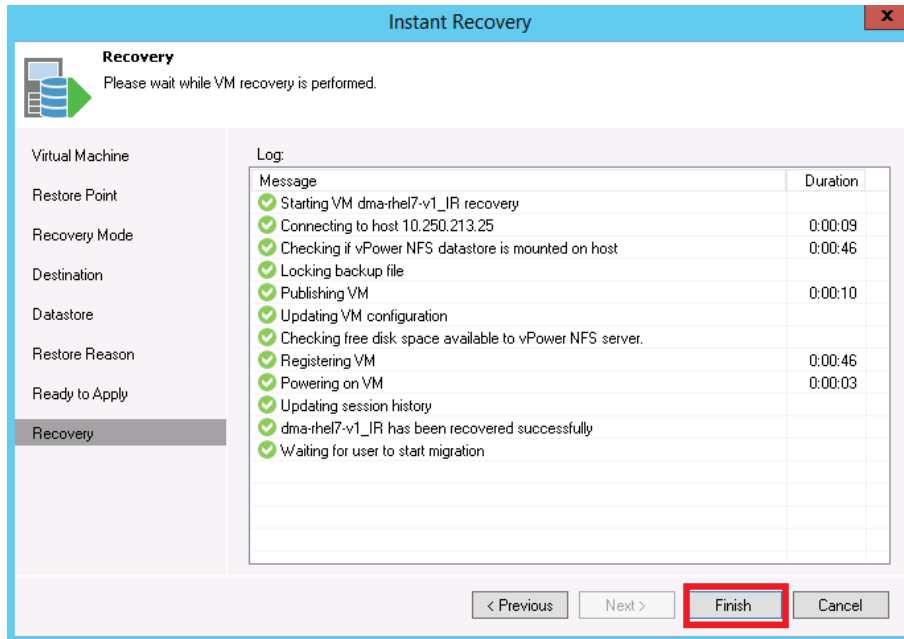 Instant Recovery
x
Recovery
Please wait while VM recovery is performed.
Virtual Machine
Restore Point
Recovery Mode
Destination
Datastore
Restore Reason
Ready to Apply
Recovery
Log:
Message Duration
Starting VM dma-rhel7-v1_IR recovery
Connecting to host 10.250.213.25 0:00:09
Checking if vPower NFS datastore is mounted on host 0:00:46
Locking backup file
Publishing VM 0:00:10
Updating VM configuration
Checking free disk space available to vPower NFS server.
Registering VM 0:00:46
Powering on VM 0:00:03
Updating session history
dma-rhel7-v1_IR has been recovered successfully
Waiting for user to start migration
< Previous Next > Finish Cancel